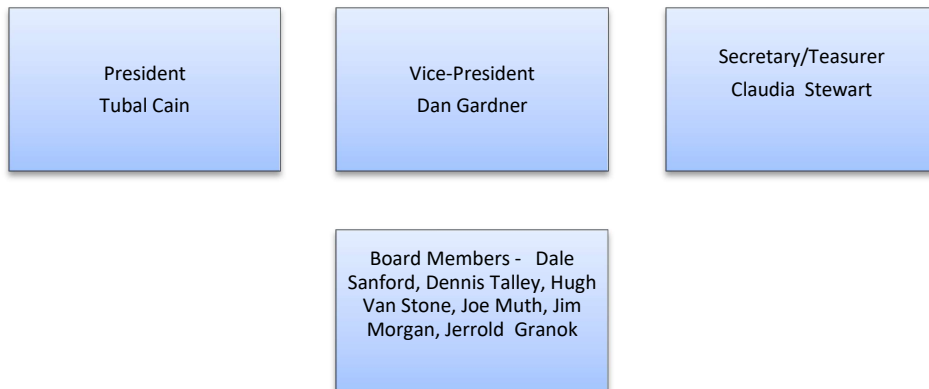 President
Tubal Cain
Vice-President
Dan Gardner
Secretary/Teasurer
Claudia  Stewart
Board Members -   Dale
Sanford, Dennis Talley, Hugh
Van Stone, Joe Muth, Jim
Morgan, Jerrold  Granok